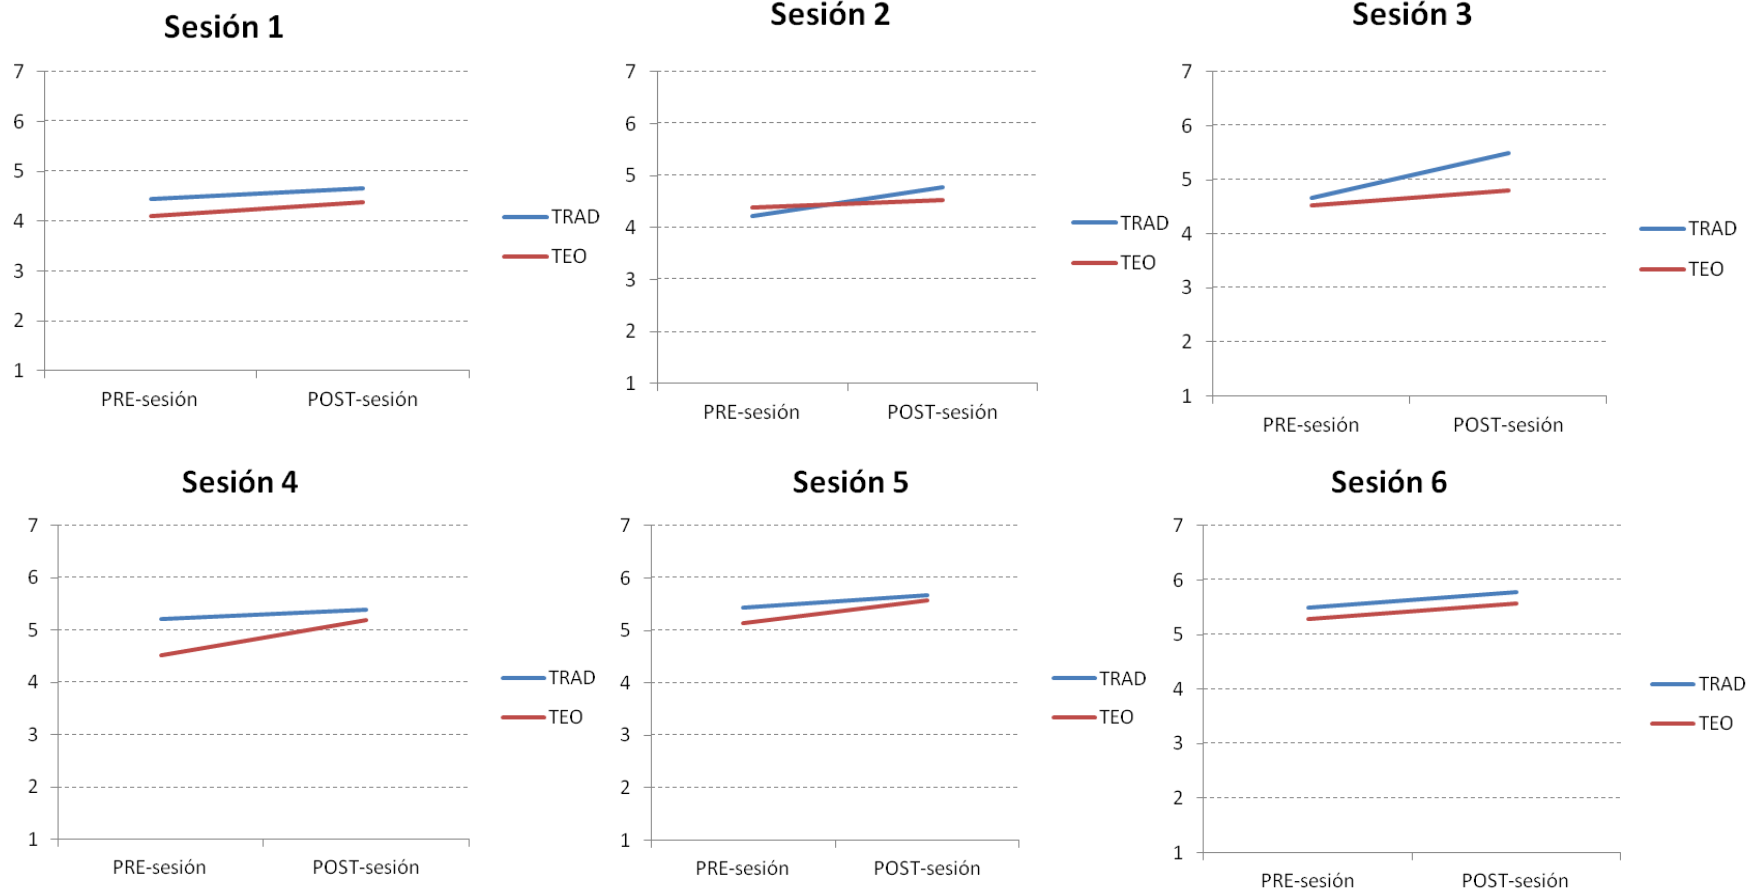 Sesión 1
7
6
5
4
3
2
1
PRE-sesión POST-sesión
TRAD
TEO
Sesión 2
7
6
5
4
3
2
1
PRE-sesión POST-sesión
TRAD
TEO
Sesión 3
7
6
5
4
3
2
1
PRE-sesión POST-sesión
TRAD
TEO
Sesión 4
7
6
5
4
3
2
1
PRE-sesión POST-sesión
TRAD
TEO
Sesión 5
7
6
5
4
3
2
1
PRE-sesión POST-sesión
TRAD
TEO
Sesión 6
7
6
5
4
3
2
1
PRE-sesión POST-sesión
TRAD
TEO